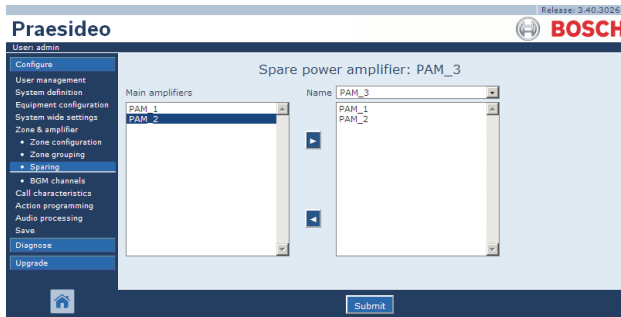 Release: 3.40.3026
Praesideo
BOSCH
User: admin
Configure
User management
System definition
Equipment configuration
System wide settings
Zone & amplifier
• Zone configuration
• Zone grouping
• Sparing
• BGM channels
Call characteristics
Action programming
Audio processing
Save
Diagnose
Upgrade
Spare power amplifier: PAM_3
Main amplifiers
PAM_1
PAM_2
Name PAM_3
PAM_1
PAM_2
Submit